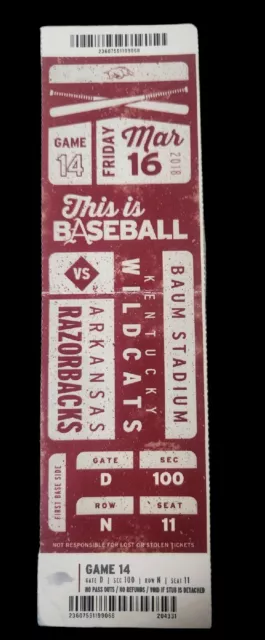 GAME
14
FRIDAY
Mar
16
2018
This is
BASEBALL
VS
ARKANSAS
RAZORBACKS
KENTUCKY
WILDCATS
BAUM STADIUM
FIRST BASE SIDE
GATE
D
SEC
100
ROW
N
SEAT
11
NOT RESPONSIBLE FOR LOST OR STOLEN TICKETS
GAME 14
GATE D | SEC 100 | ROW N | SEAT 11
NO PASS OUTS / NO REFUNDS / VOID IF STUB IS DETACHED
204331